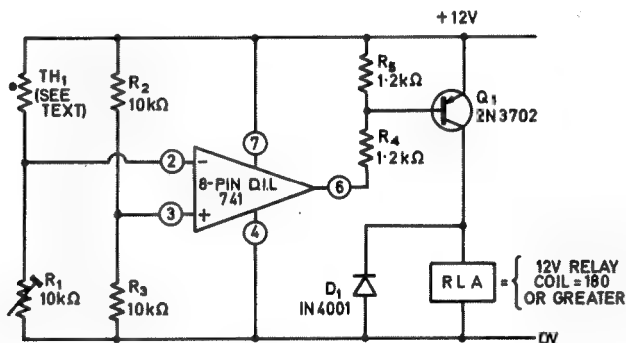 +12V
TH1
(SEE
TEXT)
R2
10kΩ
R5
1·2kΩ
Q1
2N3702
R4
1·2kΩ
7
2
-
8-PIN D.I.L
741
6
3
+
4
R1
10kΩ
R3
10kΩ
D1
IN4001
RLA
=
12V RELAY
COIL=180
OR GREATER
0V